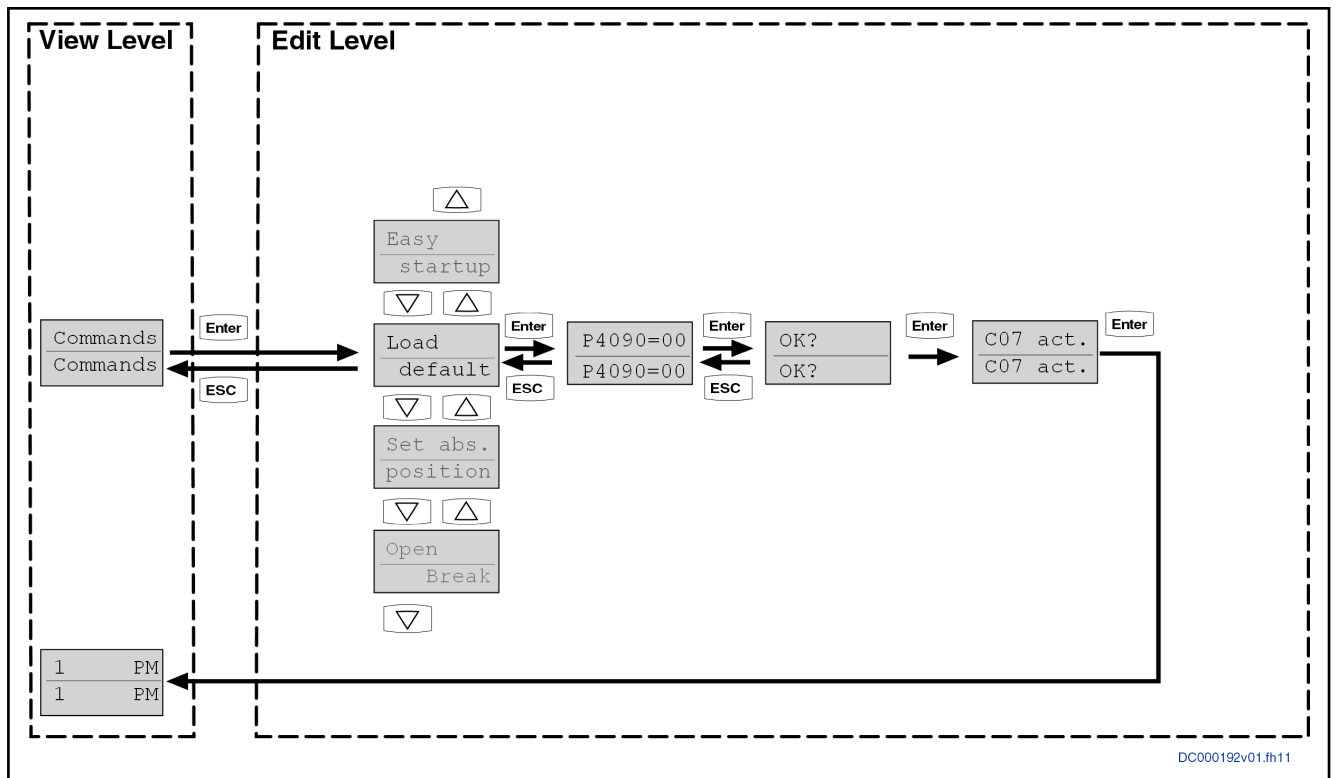 View Level
Edit Level
Easy
startup
Commands
Commands
Enter
ESC
Load
default
Enter
ESC
P4090=00
P4090=00
Enter
ESC
OK?
OK?
Enter
C07 act.
C07 act.
Enter
Set abs.
position
Open
Break
1 PM
1 PM
DC000192v01.fh11